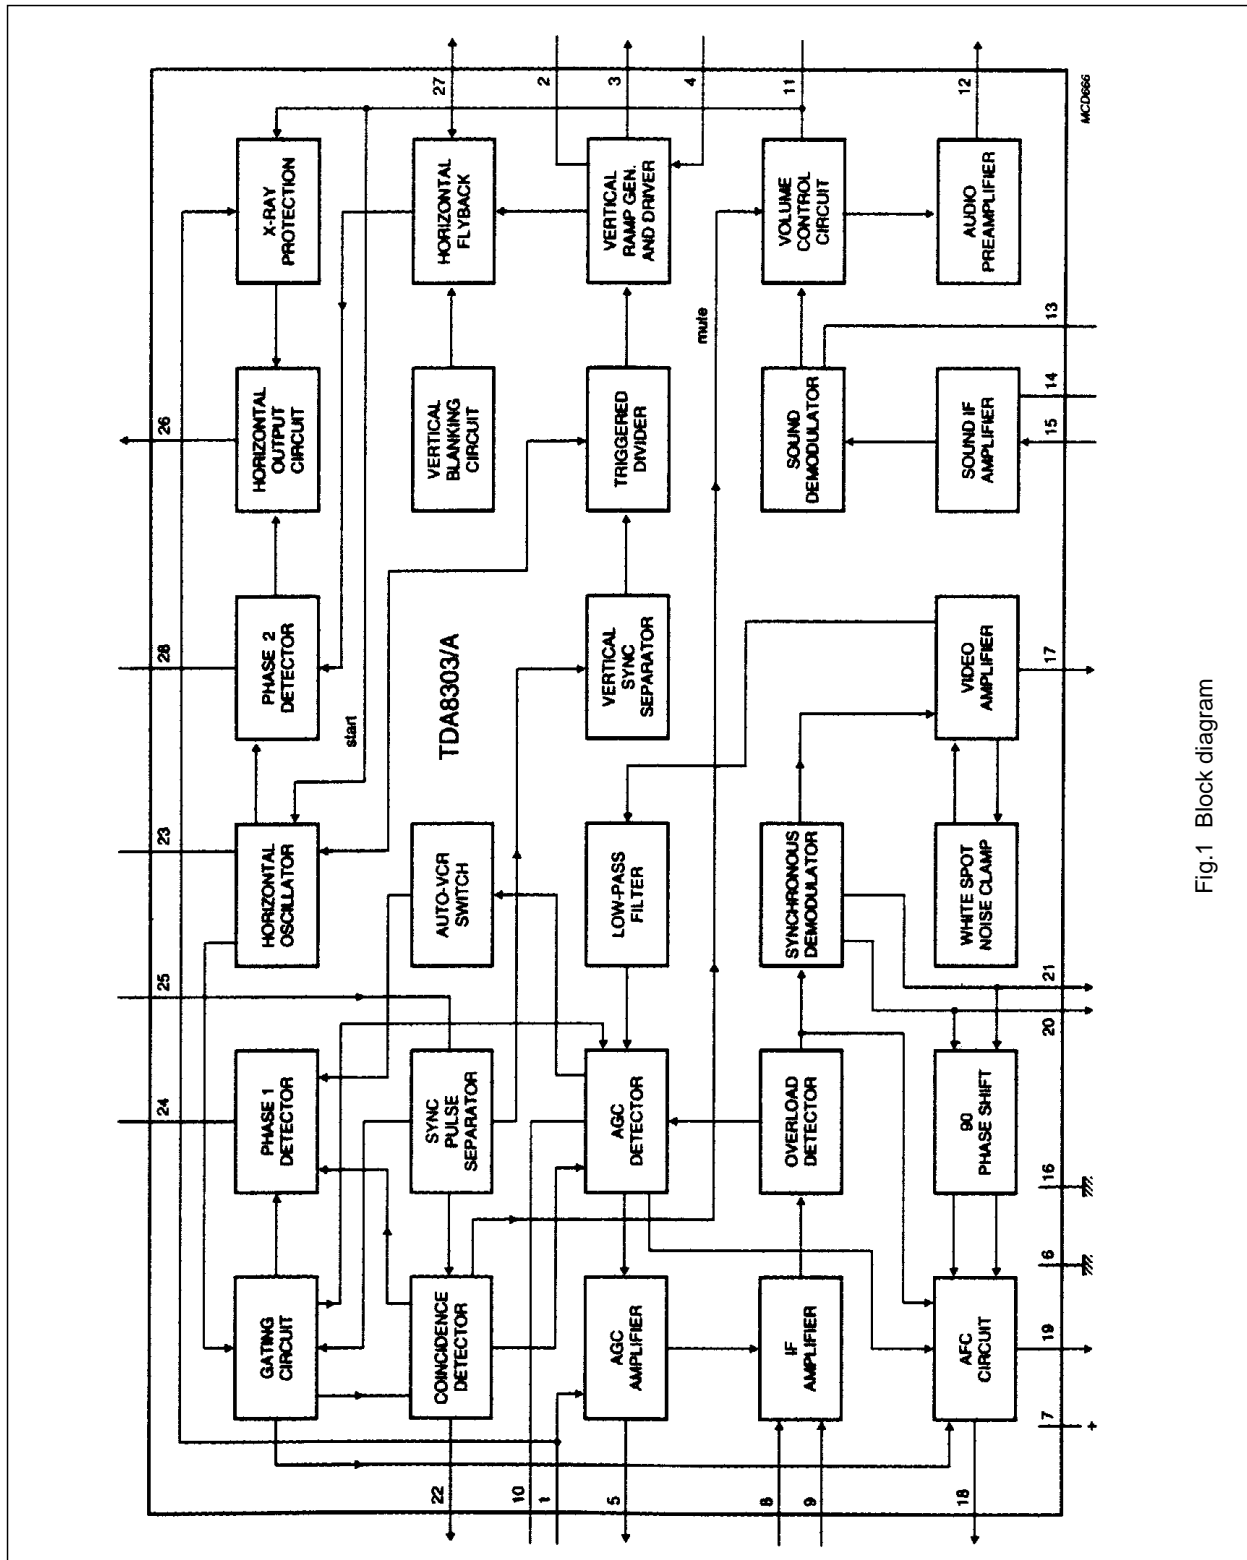 24
25
23
28
26
GATING
CIRCUIT
PHASE 1
DETECTOR
HORIZONTAL
OSCILLATOR
PHASE 2
DETECTOR
HORIZONTAL
OUTPUT
CIRCUIT
X-RAY
PROTECTION
start
22
COINCIDENCE
DETECTOR
SYNC
PULSE
SEPARATOR
AUTO-VCR
SWITCH
TDA8303/A
VERTICAL
BLANKING
CIRCUIT
HORIZONTAL
FLYBACK
27
10
1
5
AGC
AMPLIFIER
AGC
DETECTOR
LOW-PASS
FILTER
VERTICAL
SYNC
SEPARATOR
TRIGGERED
DIVIDER
VERTICAL
RAMP GEN.
AND DRIVER
2
3
4
mute
8
9
IF
AMPLIFIER
OVERLOAD
DETECTOR
SYNCHRONOUS
DEMODULATOR
SOUND
DEMODULATOR
VOLUME
CONTROL
CIRCUIT
11
18
AFC
CIRCUIT
90
PHASE SHIFT
WHITE SPOT
NOISE CLAMP
VIDEO
AMPLIFIER
SOUND IF
AMPLIFIER
AUDIO
PREAMPLIFIER
12
7
19
6
16
20
21
17
15
14
13
+
MCD666
Fig.1 Block diagram